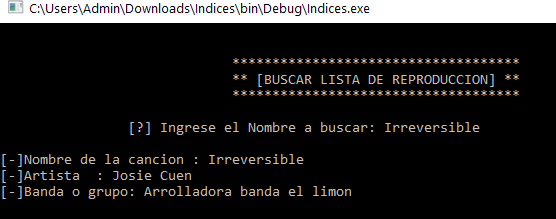 C:\Users\Admin\Downloads\Indices\bin\Debug\Indices.exe
************************************
** [BUSCAR LISTA DE REPRODUCCION] **
************************************
[?] Ingrese el Nombre a buscar: Irreversible
[-]Nombre de la cancion : Irreversible
[-]Artista  : Josie Cuen
[-]Banda o grupo: Arrolladora banda el limon